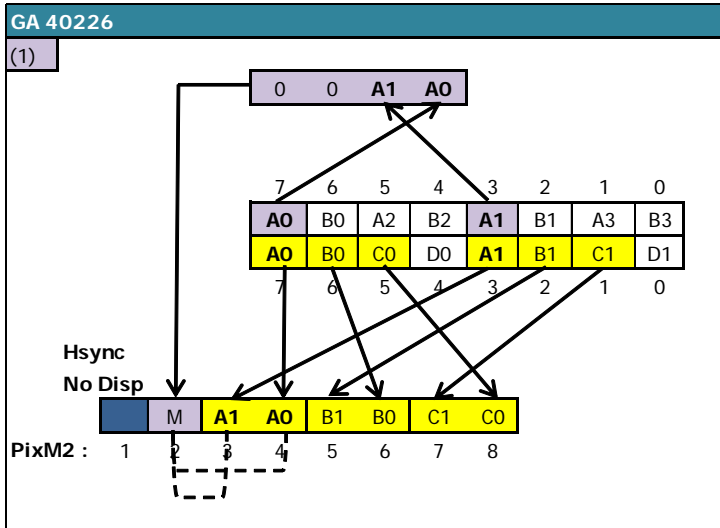 GA 40226
(1)
0 0 A1 A0
7 6 5 4 3 2 1 0
A0 B0 A2 B2 A1 B1 A3 B3
A0 B0 C0 D0 A1 B1 C1 D1
7 6 5 4 3 2 1 0
Hsync
No Disp
M A1 A0 B1 B0 C1 C0
PixM2 : 1 2 3 4 5 6 7 8